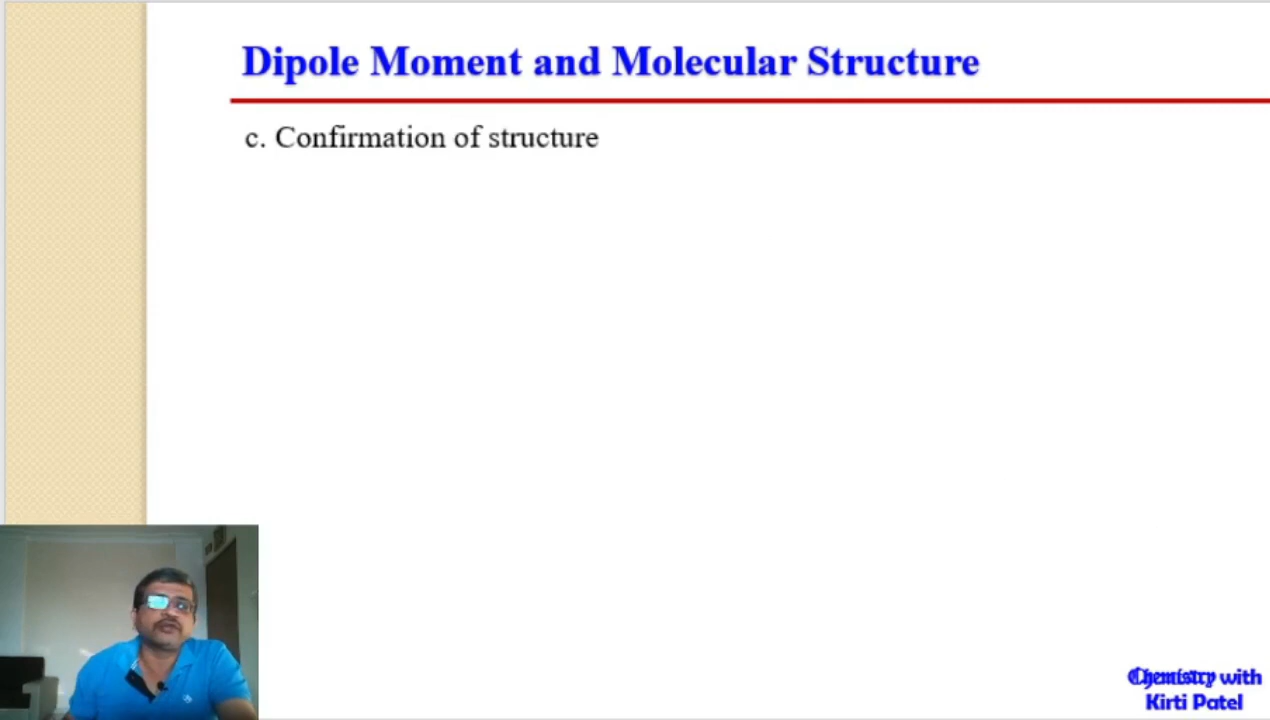 Dipole Moment and Molecular Structure
c. Confirmation of structure
Chemistry with
Kirti Patel